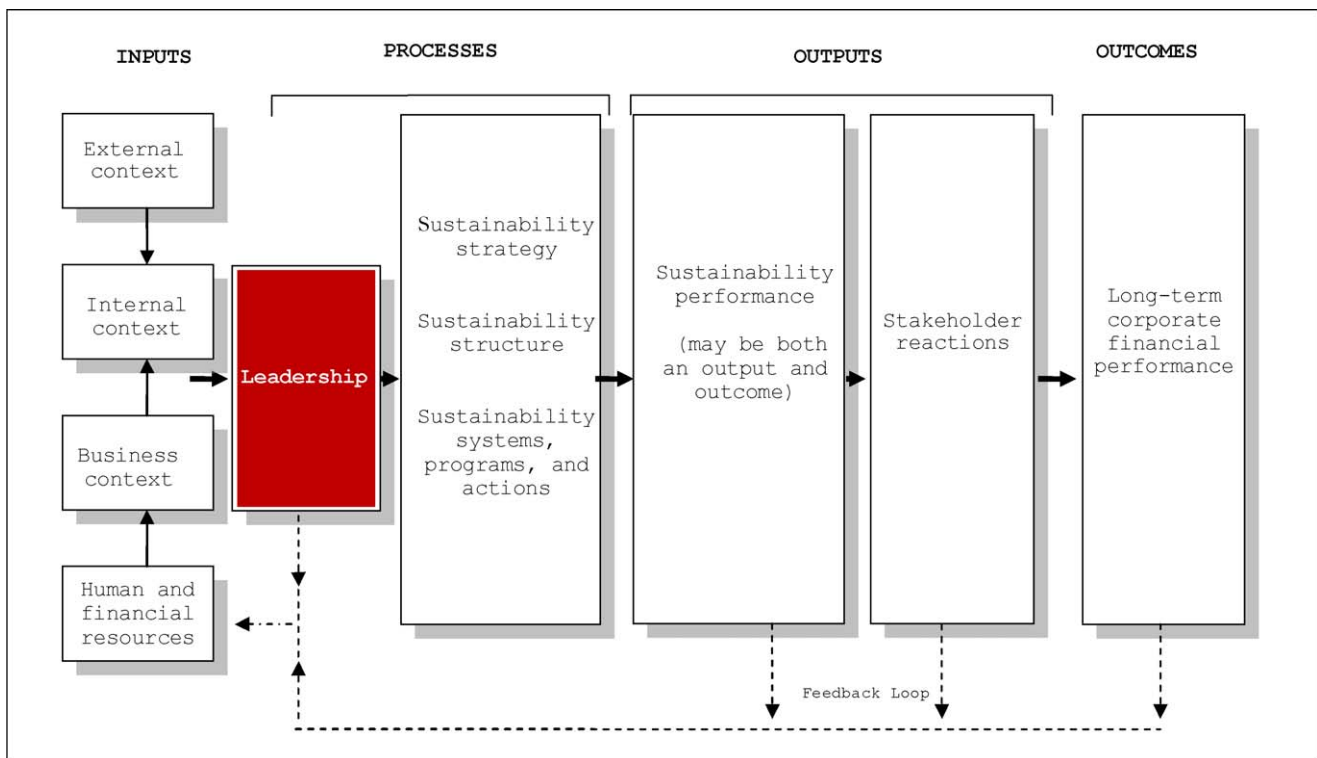 INPUTS
PROCESSES
OUTPUTS
OUTCOMES
External
context
Internal
context
Business
context
Human and
financial
resources
Leadership
Sustainability
strategy
Sustainability
structure
Sustainability
systems,
programs, and
actions
Sustainability
performance
(may be both
an output and
outcome)
Stakeholder
reactions
Long-term
corporate
financial
performance
Feedback Loop